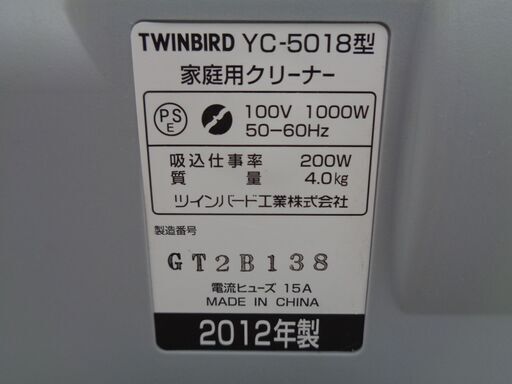 TWINBIRD YC-5018型
家庭用クリーナー
PS
E
100V 1000W
50-60Hz
吸込仕事率 200W
質量 4.0kg
ツインバード工業株式会社
製造番号
GT2B138
電流ヒューズ 15A
MADE IN CHINA
2012年製